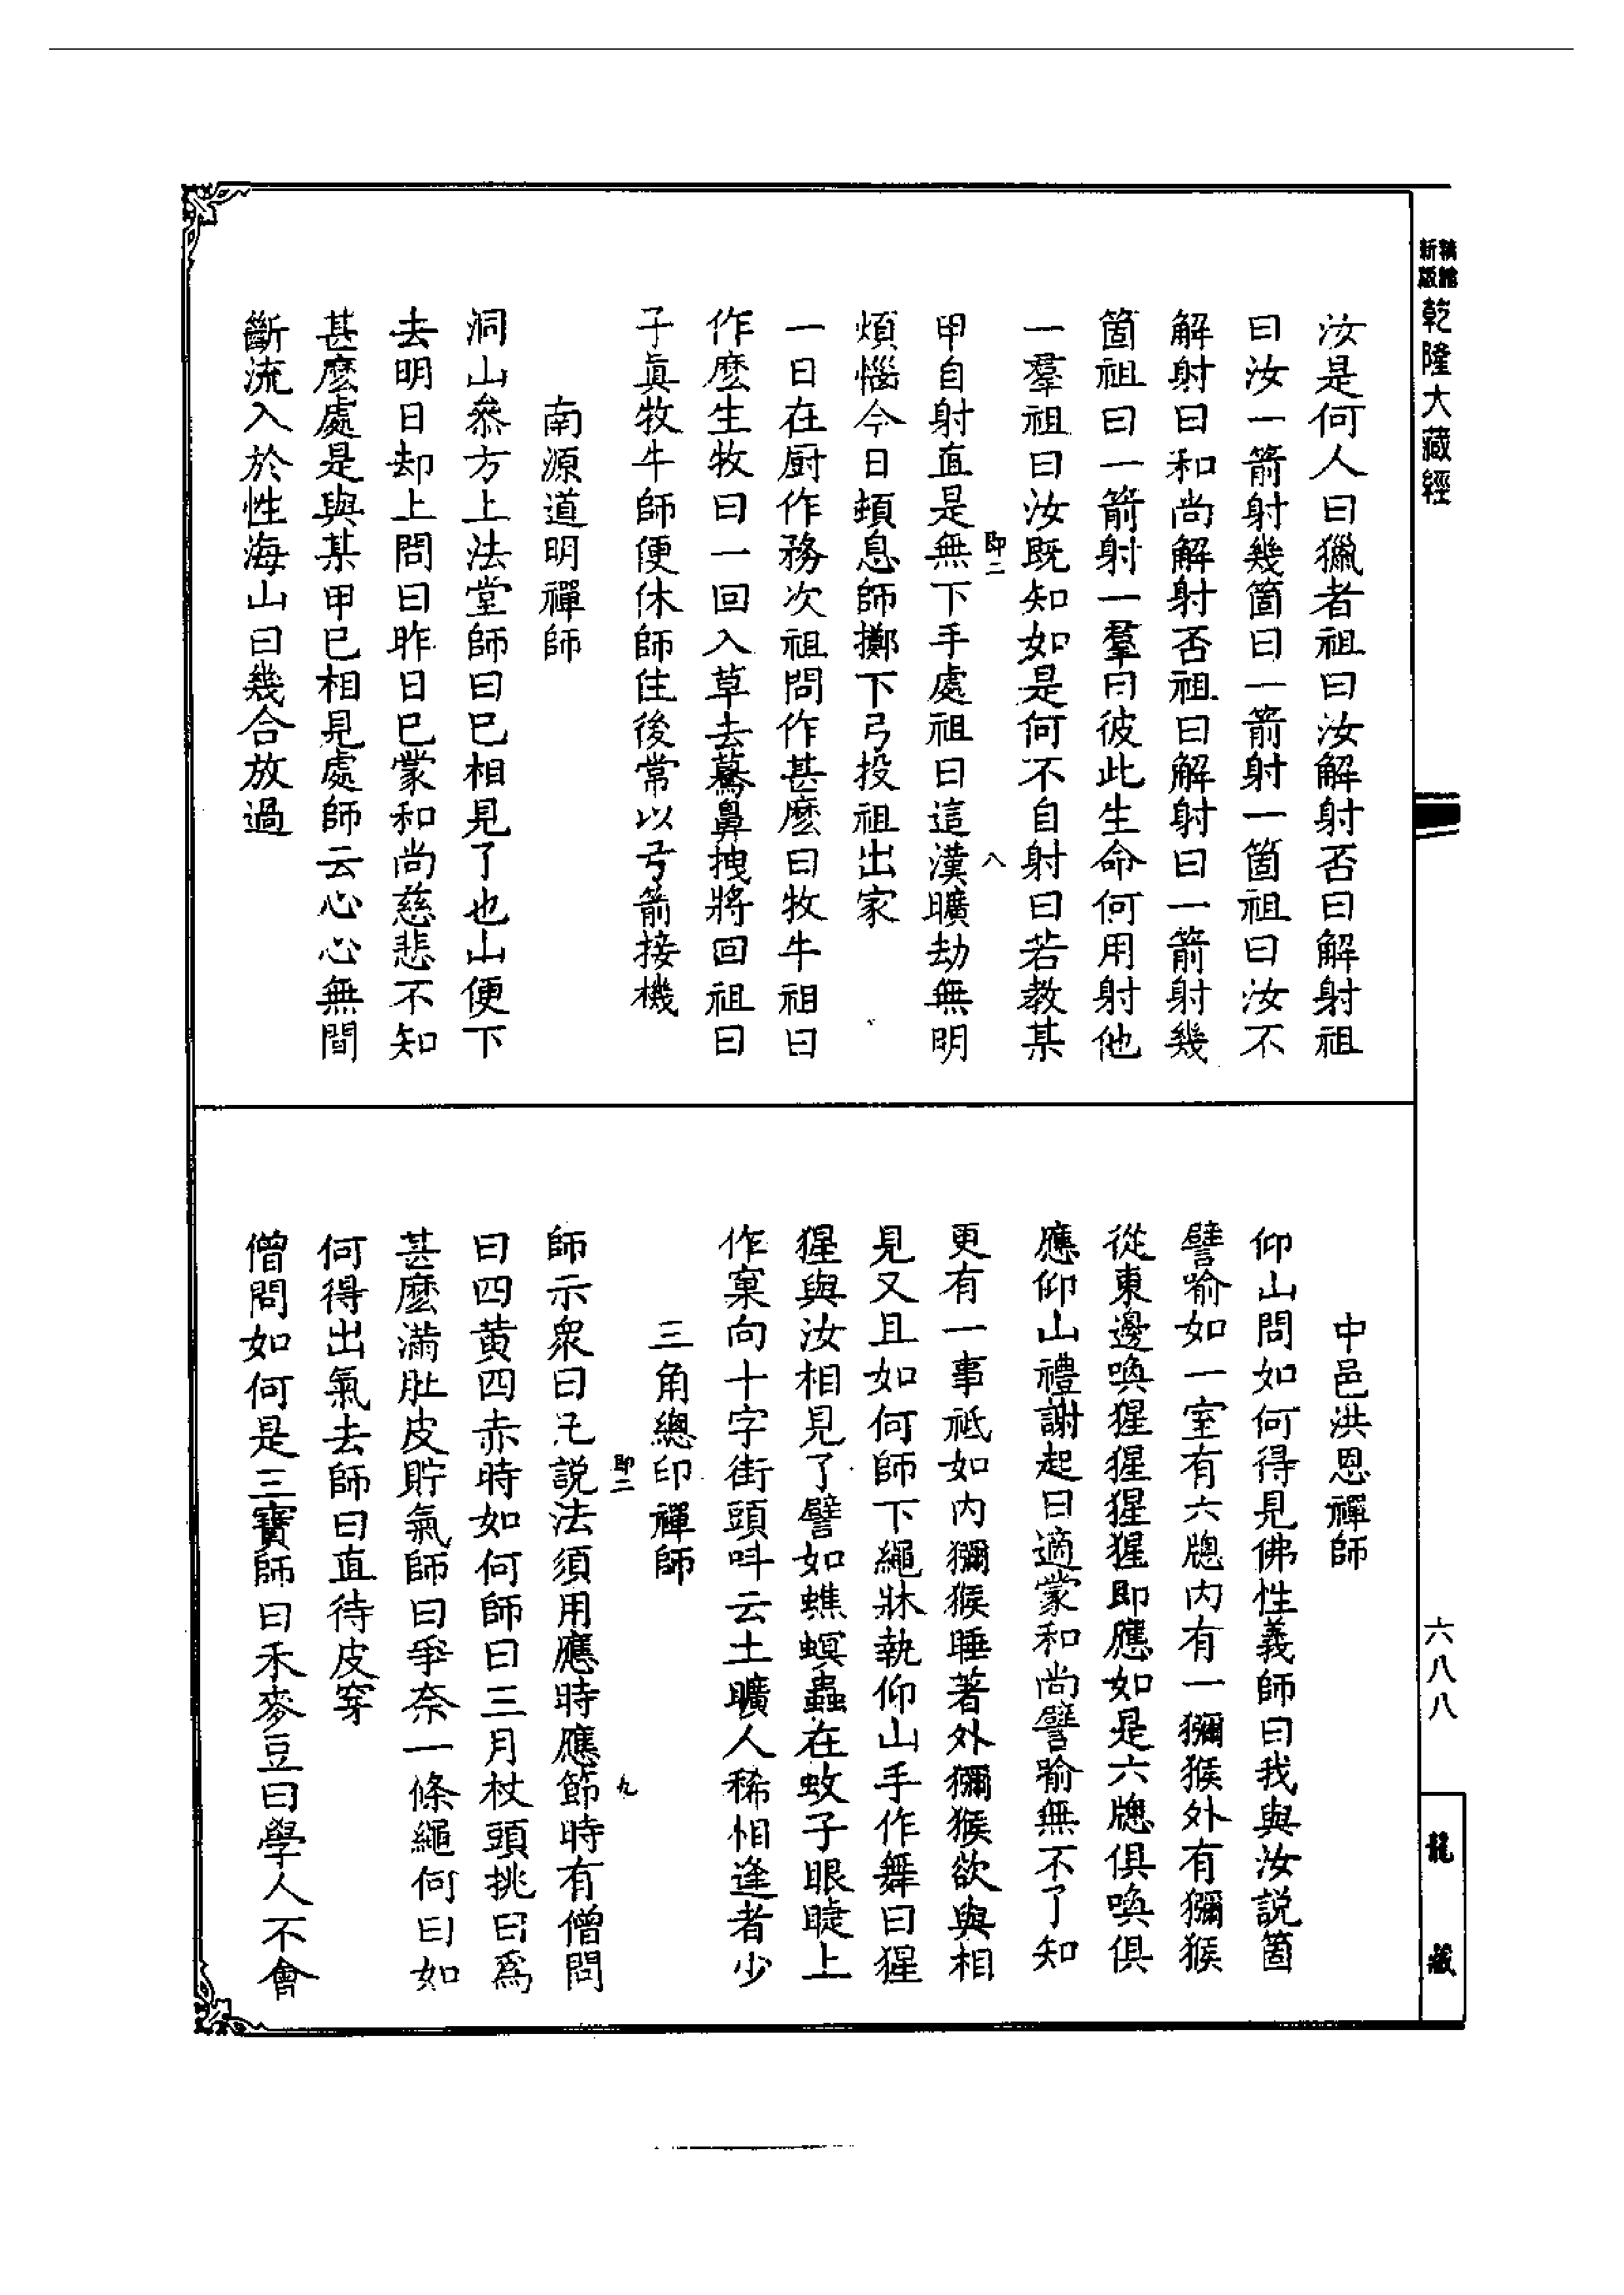 新版
精縮
乾隆大藏經
汝是何人曰獵者祖曰汝解射否曰解射祖
曰汝一箭射幾箇曰一箭射一箇祖曰汝不
解射曰和尚解射否祖曰解射曰一箭射幾
箇祖曰一箭射一羣曰彼此生命何用射他
一羣祖曰汝既知如是何不自射曰若教某
即二
八
甲自射直是無下手處祖曰這漢曠劫無明
煩惱今日頓息師擲下弓投祖出家
一日在廚作務次祖問作甚麽曰牧牛祖曰
作麽生牧曰一回入草去驀鼻拽將回祖曰
子眞牧牛師便休師住後常以弓箭接機
南源道明禪師
洞山叅方上法堂師曰已相見了也山便下
去明日却上問曰昨日已蒙和尚慈悲不知
甚麽處是與某甲已相見處師云心心無間
斷流入於性海山曰幾合放過
中邑洪恩禪師
仰山問如何得見佛性義師曰我與汝説箇
譬喻如一室有六牎内有一獼猴外有獼猴
從東邊喚猩猩猩猩即應如是六牎俱喚俱
應仰山禮謝起曰適蒙和尚譬喻無不了知
更有一事祇如内獼猴睡著外獼猴欲與相
見又且如何師下繩牀執仰山手作舞曰猩
猩與汝相見了譬如蟭螟蟲在蚊子眼睫上
作窠向十字街頭呌云土曠人稀相逢者少
三角總印禪師
即二
九
師示衆曰凡説法須用應時應節時有僧問
曰四黄四赤時如何師曰三月杖頭挑曰爲
甚麽滿肚皮貯氣師曰爭奈一條繩何曰如
何得出氣去師曰直待皮穿
僧問如何是三寶師曰禾麥豆曰學人不會
六八八
龍藏